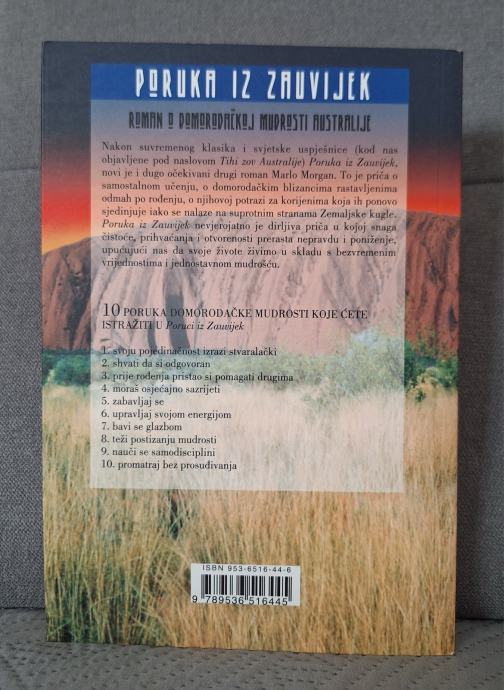 PORUKA IZ ZAUVIJEK
ROMAN O DOMORODAČKOJ MUDROSTI AUSTRALIJE
Nakon suvremenog klasika i svjetske uspješnice (kod nas
objavljene pod naslovom Tihi zov Australije) Poruka iz Zauvijek,
novi je i dugo očekivani drugi roman Marlo Morgan. To je priča o
samostalnom učenju, o domorodačkim blizancima rastavljenima
odmah po rođenju, o njihovoj potrazi za korijenima koja ih ponovo
sjedinjuje iako se nalaze na suprotnim stranama Zemaljske kugle.
Poruka iz Zauvijek nevjerojatno je dirljiva priča u kojoj snaga
čistoće, prihvaćanja i otvorenosti prerasta nepravdu i poniženje,
upućujući nas da svoje živote živimo u skladu s bezvremenim
vrijednostima i jednostavnom mudrošću.
10 PORUKA DOMORODAČKE MUDROSTI KOJE ĆETE
ISTRAŽITI U Poruci iz Zauvijek
1. svoju pojedinačnost izrazi stvaralački
2. shvati da si odgovoran
3. prije rođenja pristao si pomagati drugima
4. moraš osjećajno sazrijeti
5. zabavljaj se
6. upravljaj svojom energijom
7. bavi se glazbom
8. teži postizanju mudrosti
9. nauči se samodisciplini
10. promatraj bez prosuđivanja
ISBN 953-6516-44-6
9 789536 516445